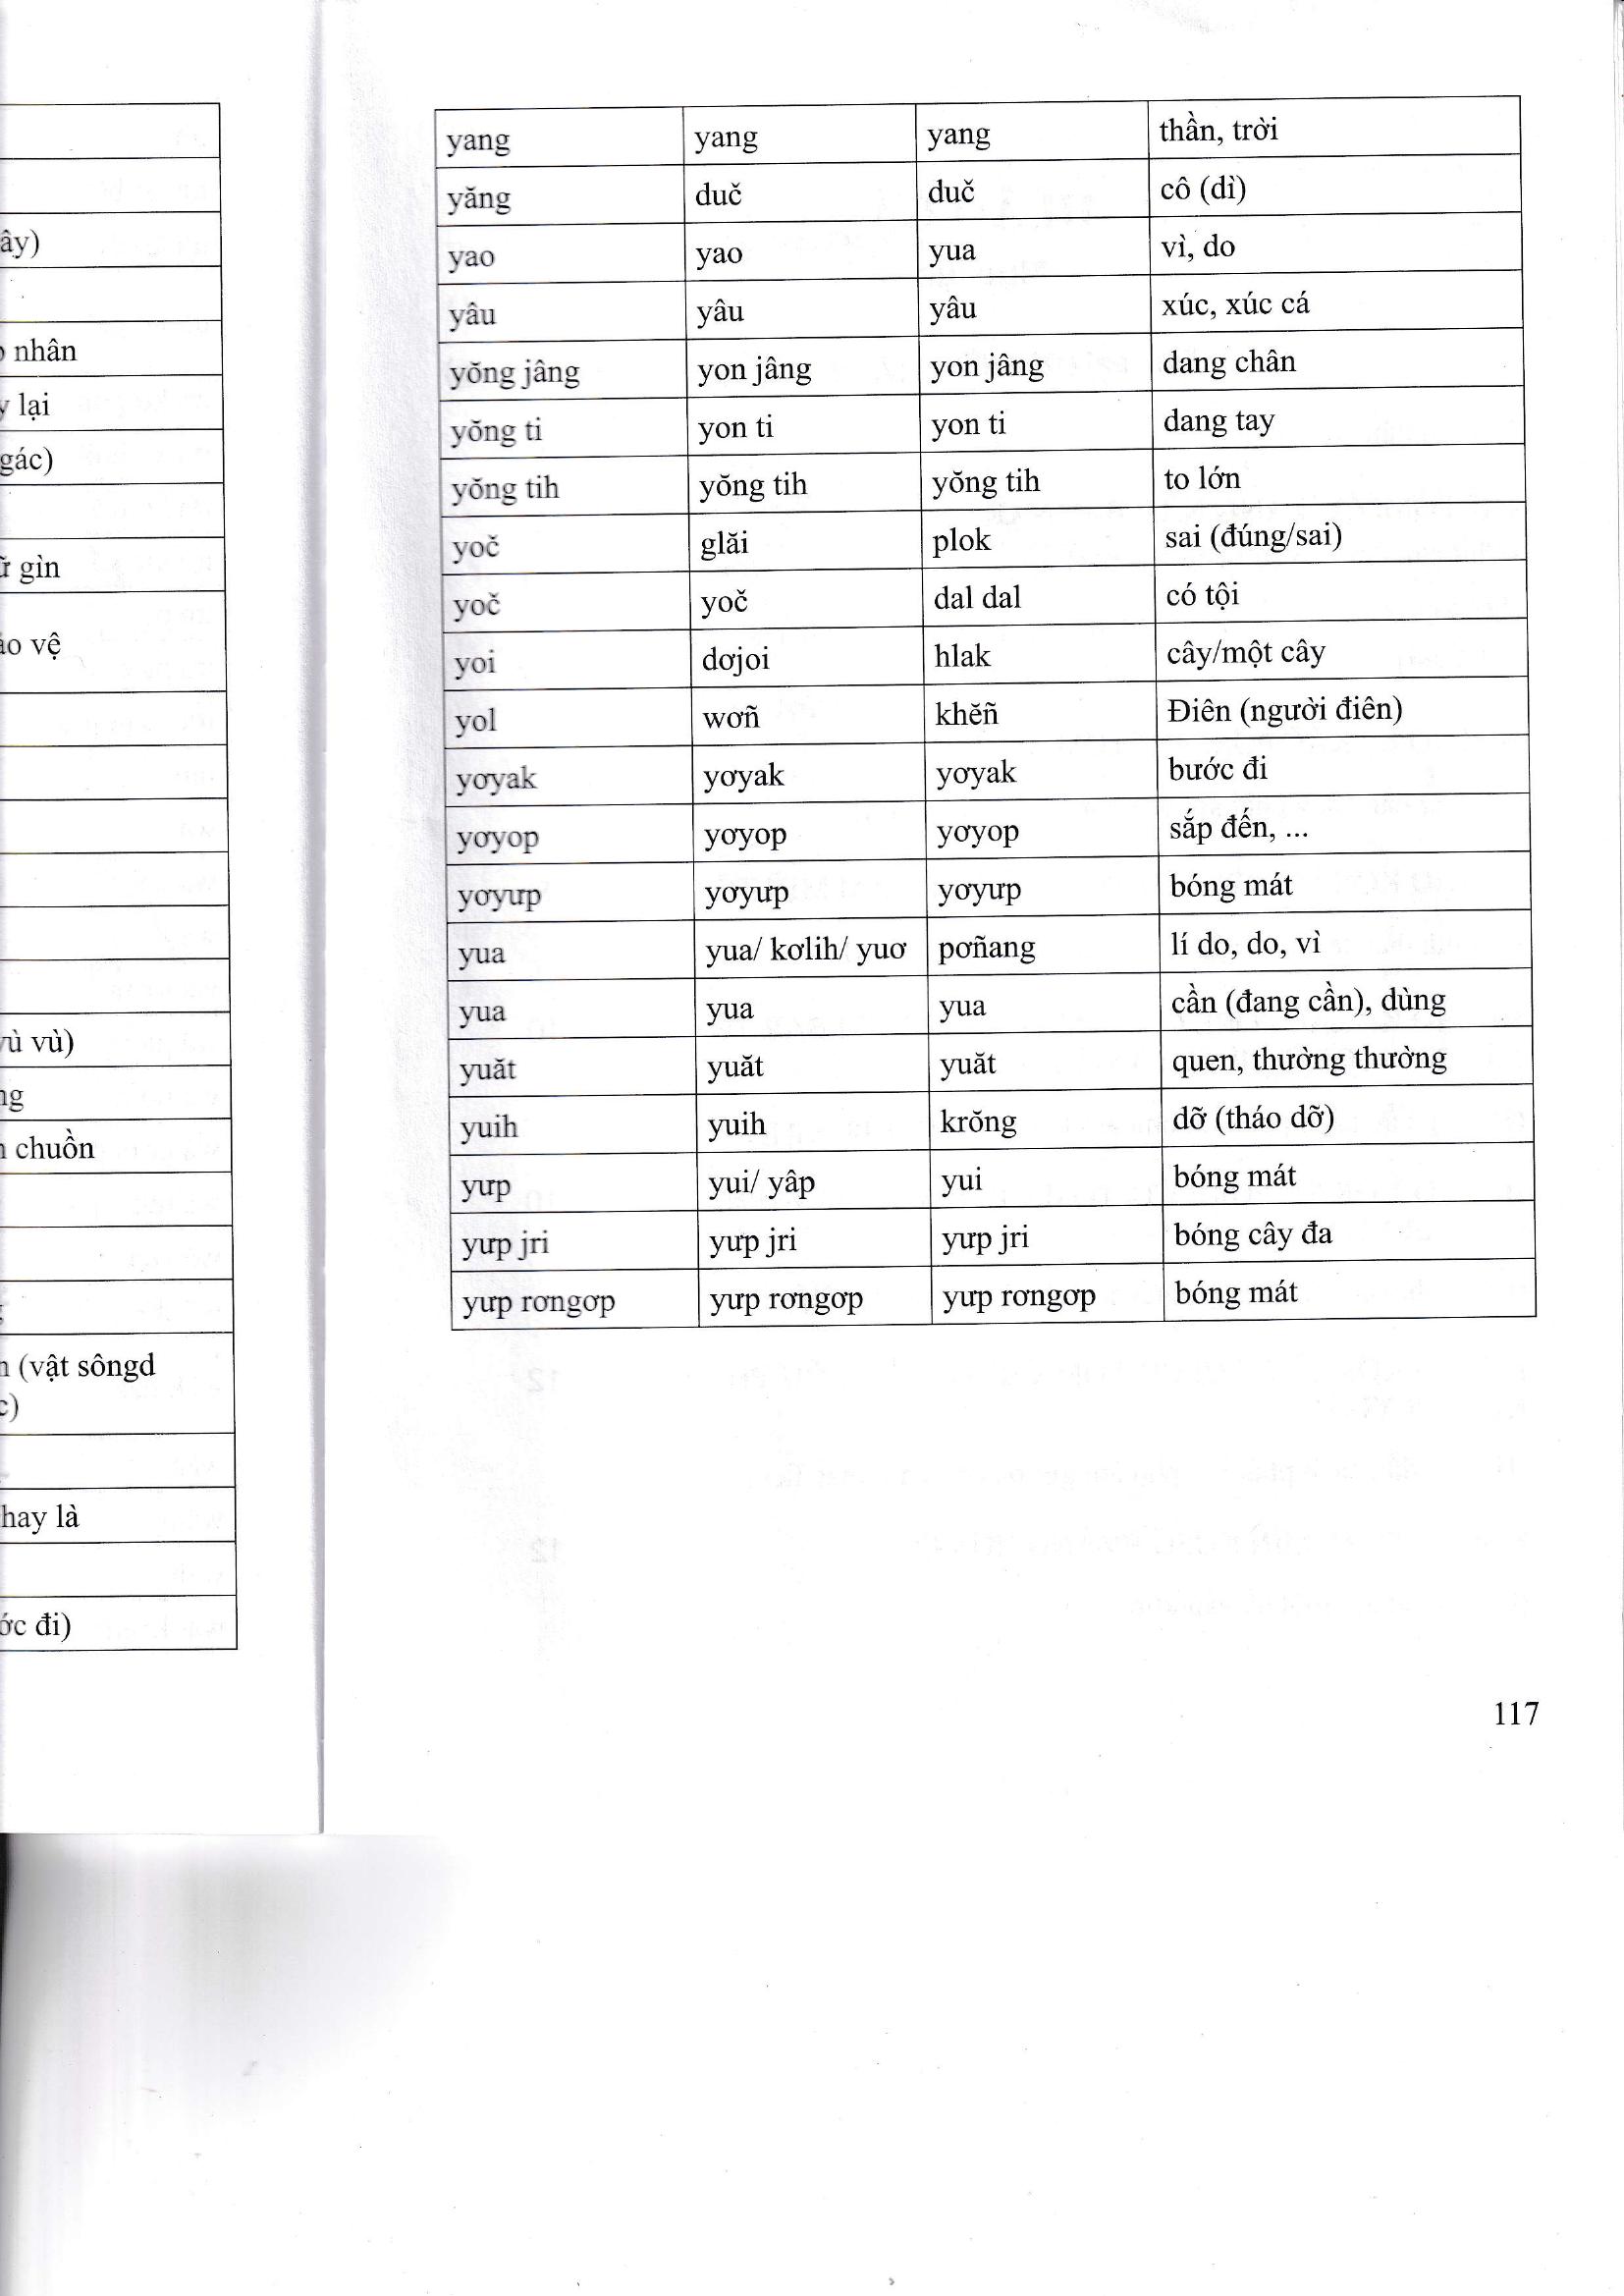 ây)
nhân
lại
gác)
gìn
vệ
vù)
chuồn
(vật sôngd
hay là
đi)
yang yang yang thần, trời
yăng duč duč cô (dì)
yao yao yua vì, do
yâu yâu yâu xúc, xúc cá
yŏng jâng yon jâng yon jâng dang chân
yŏng ti yon ti yon ti dang tay
yŏng tih yŏng tih yŏng tih to lớn
yoč glăi plok sai (đúng/sai)
yoč yoč dal dal có tội
yoi dơjoi hlak cây/một cây
yol wơñ khĕñ Điên (người điên)
yơyak yơyak yơyak bước đi
yơyop yơyop yơyop sắp đến, ...
yơyưp yơyưp yơyưp bóng mát
yua yua/ kơlih/ yuơ pơñang lí do, do, vì
yua yua yua cần (đang cần), dùng
yuăt yuăt yuăt quen, thường thường
yuih yuih krŏng dỡ (tháo dỡ)
yưp yui/ yâp yui bóng mát
yưp jri yưp jri yưp jri bóng cây đa
yưp rơngơp yưp rơngơp yưp rơngơp bóng mát
117